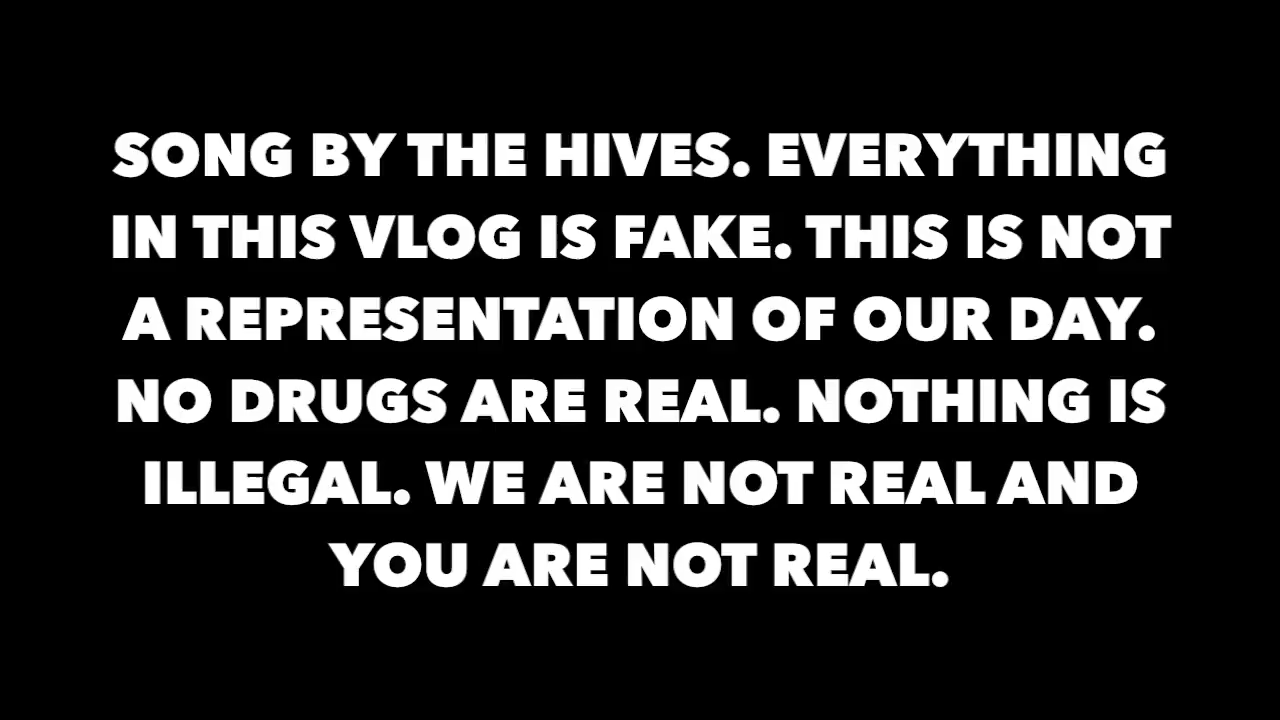 SONG BY THE HIVES. EVERYTHING
IN THIS VLOG IS FAKE. THIS IS NOT
A REPRESENTATION OF OUR DAY.
NO DRUGS ARE REAL. NOTHING IS
ILLEGAL. WE ARE NOT REAL AND
YOU ARE NOT REAL.